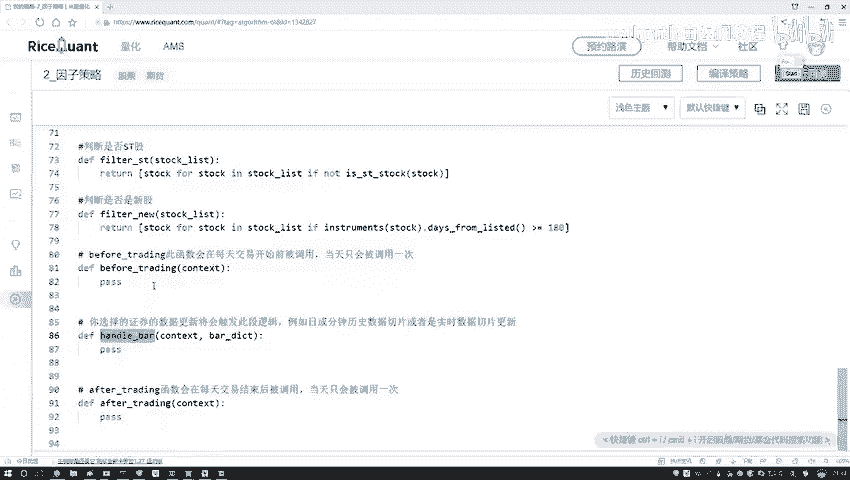 https://www.ricequant.com/quant/#?tag=algorithm
RiceQuant 量化 AMS 预约路演 帮助文档 社区
2_因子策略 股票 期货 历史回测 编译策略
浅色主题 默认快捷键
71
72 #判断是否ST股
73 def filter_st(stock_list):
74 return [stock for stock in stock_list if not is_st_stock(stock)]
75
76 #判断是否是新股
77 def filter_new(stock_list):
78 return [stock for stock in stock_list if instruments(stock).days_from_listed() >= 180]
79
80 # before_trading此函数会在每天交易开始前被调用，当天只会被调用一次
81 def before_trading(context):
82 pass
83
84
85 # 你选择的证券的数据更新将会触发此段逻辑，例如日或分钟历史数据切片或者是实时数据切片更新
86 def handle_bar(context, bar_dict):
87 pass
88
89
90 # after_trading函数会在每天交易结束后被调用，当天只会被调用一次
91 def after_trading(context):
92 pass
93
94